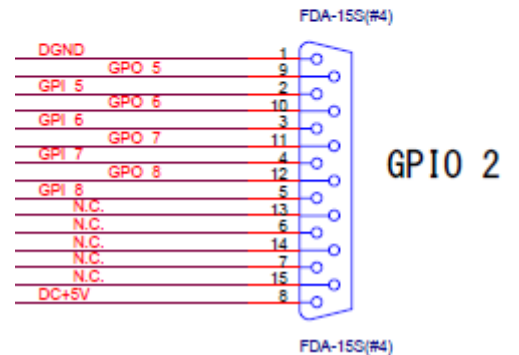 FDA-15S(#4)
DGND 1
GPO 5 9
GPI 5 2
GPO 6 10
GPI 6 3
GPO 7 11
GPI 7 4
GPO 8 12
GPI 8 5
N.C. 13
N.C. 6
N.C. 14
N.C. 7
N.C. 15
DC+5V 8
GPIO 2
FDA-15S(#4)